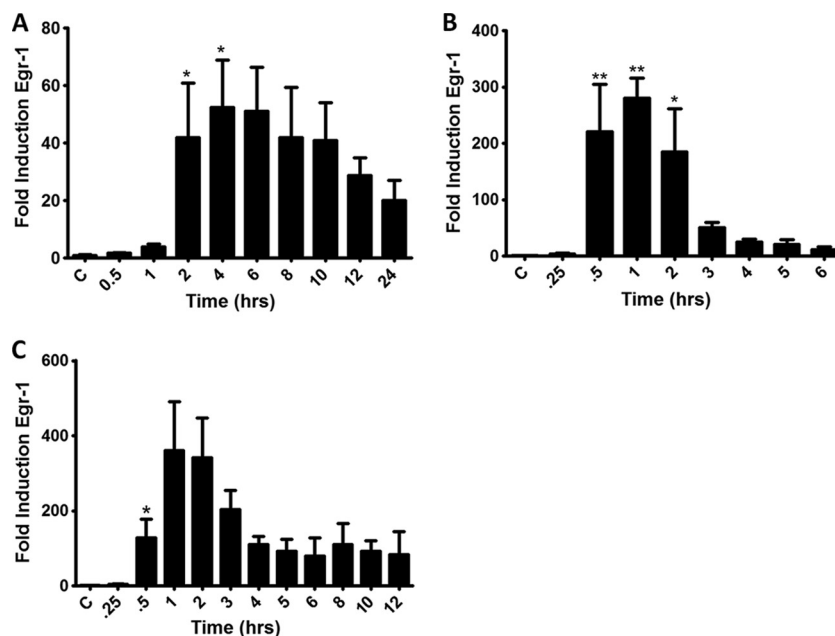 A
Fold Induction Egr-1
80
60
40
20
0
* *
C 0.5 1 2 4 6 8 10 12 24
Time (hrs)
B
Fold Induction Egr-1
400
300
200
100
0
** ** *
C .25 .5 1 2 3 4 5 6
Time (hrs)
C
Fold Induction Egr-1
600
400
200
0
*
C .25 .5 1 2 3 4 5 6 8 10 12
Time (hrs)